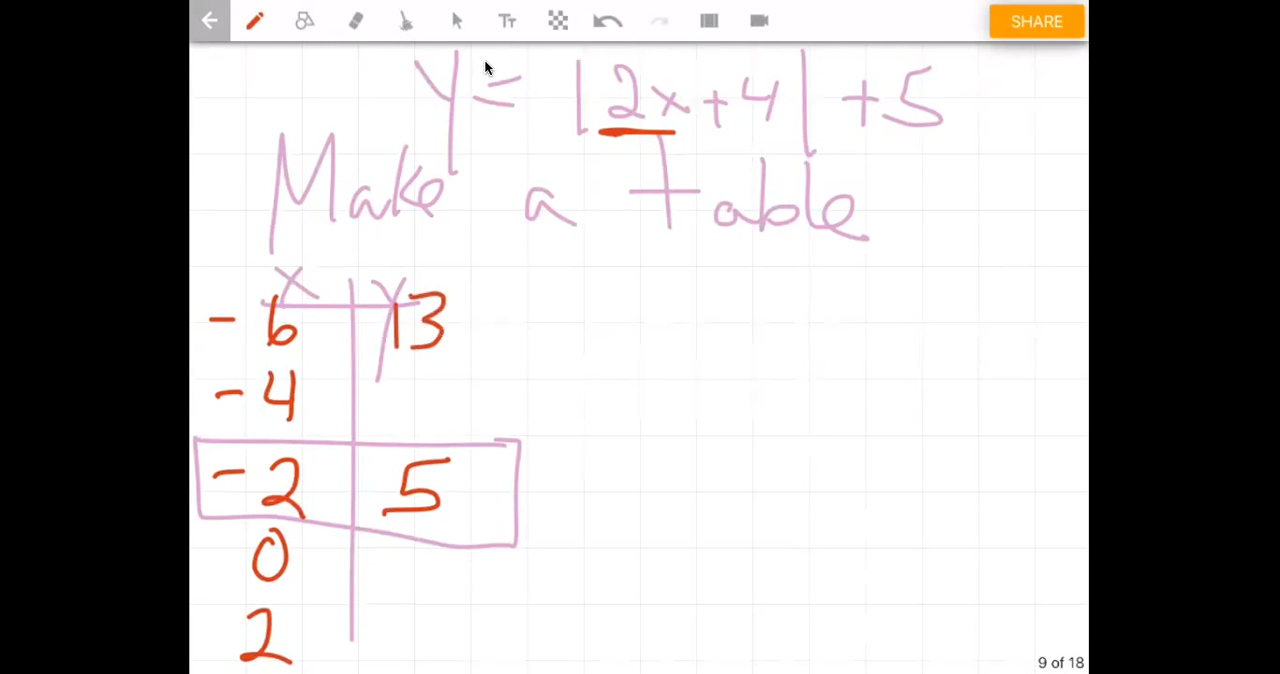 SHARE
y = |2x+4| +5
Make a Table
x y
-6 13
-4
-2 5
0
2
9 of 18